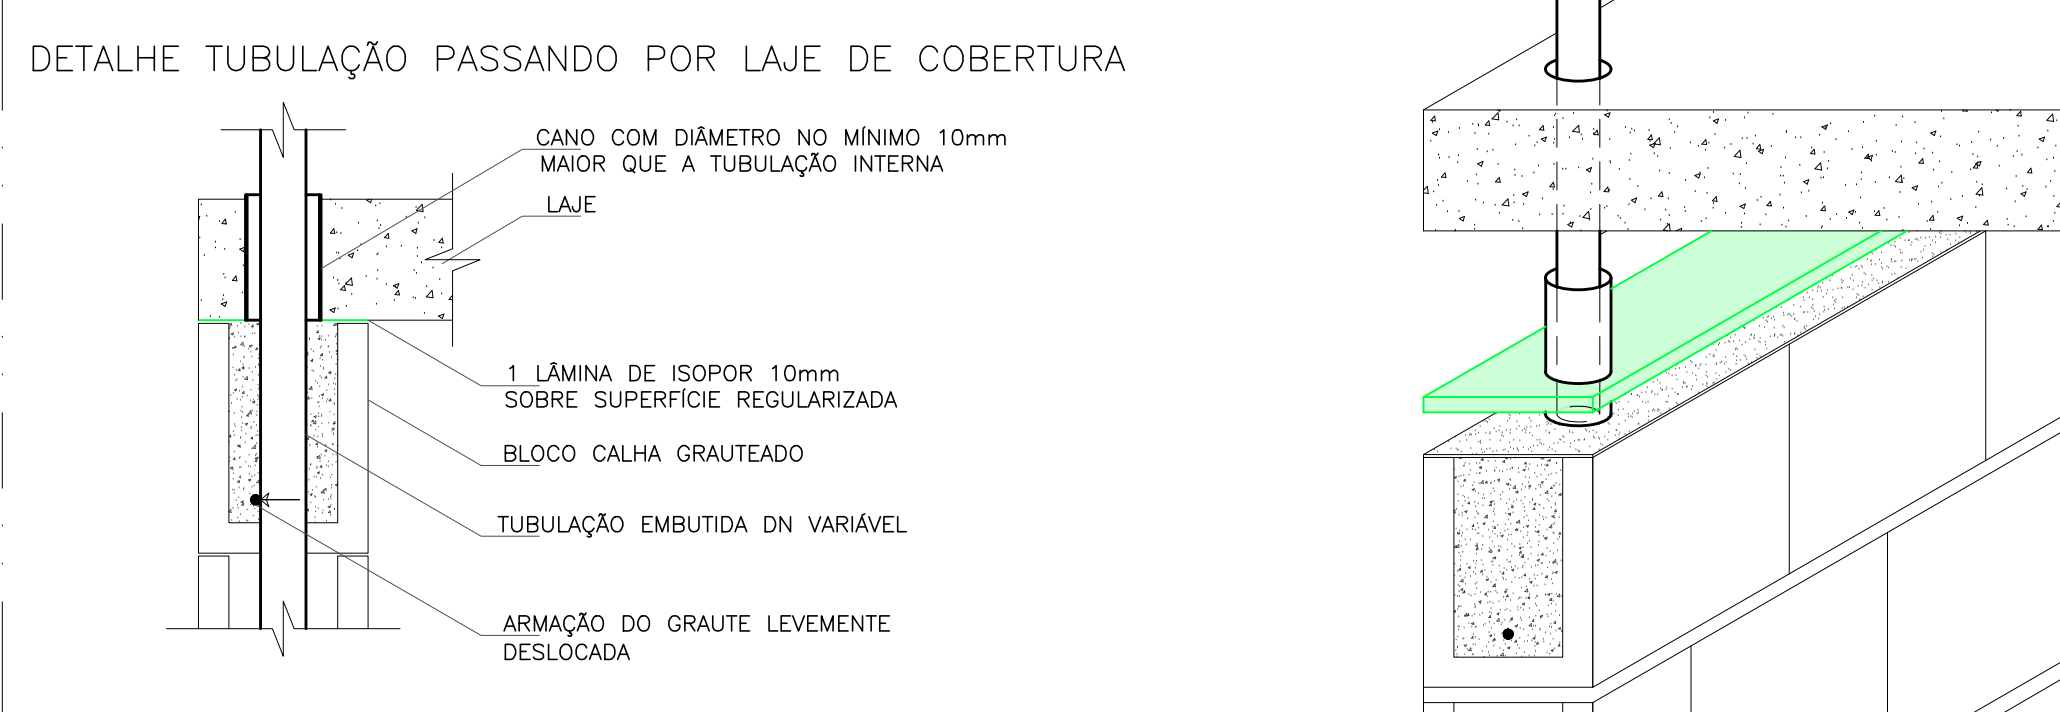 DETALHE TUBULAÇÃO PASSANDO POR LAJE DE COBERTURA
CANO COM DIÂMETRO NO MÍNIMO 10mm
MAIOR QUE A TUBULAÇÃO INTERNA
LAJE
1 LÂMINA DE ISOPOR 10mm
SOBRE SUPERFÍCIE REGULARIZADA
BLOCO CALHA GRAUTEADO
TUBULAÇÃO EMBUTIDA DN VARIÁVEL
ARMAÇÃO DO GRAUTE LEVEMENTE
DESLOCADA